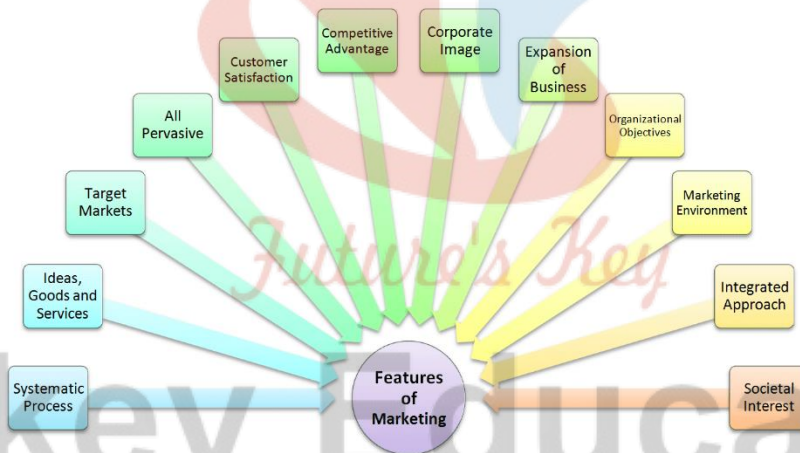 Competitive
Advantage
Corporate
Image
Customer
Satisfaction
Expansion
of
Business
All
Pervasive
Organizational
Objectives
Target
Markets
Marketing
Environment
Future's Key
Ideas,
Goods and
Services
Integrated
Approach
Systematic
Process
Features
of
Marketing
Societal
Interest
key Educa